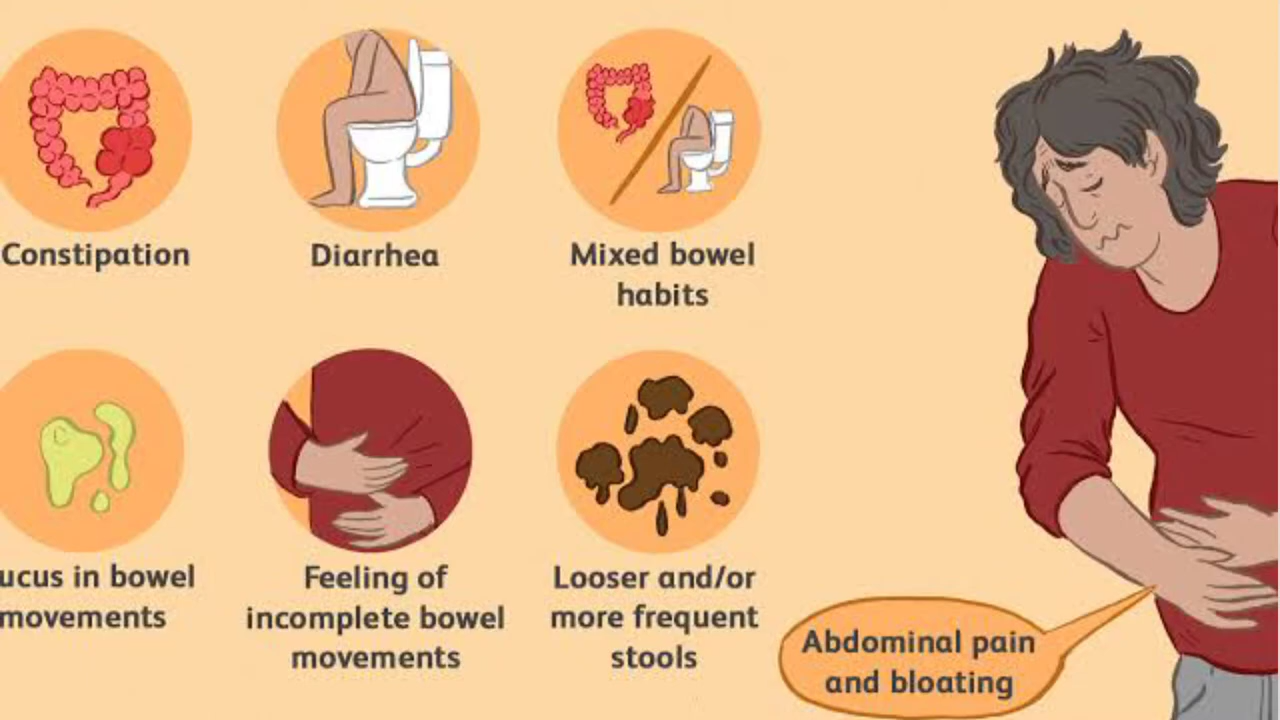 Constipation
Diarrhea
Mixed bowel
habits
ucus in bowel
movements
Feeling of
incomplete bowel
movements
Looser and/or
more frequent
stools
Abdominal pain
and bloating